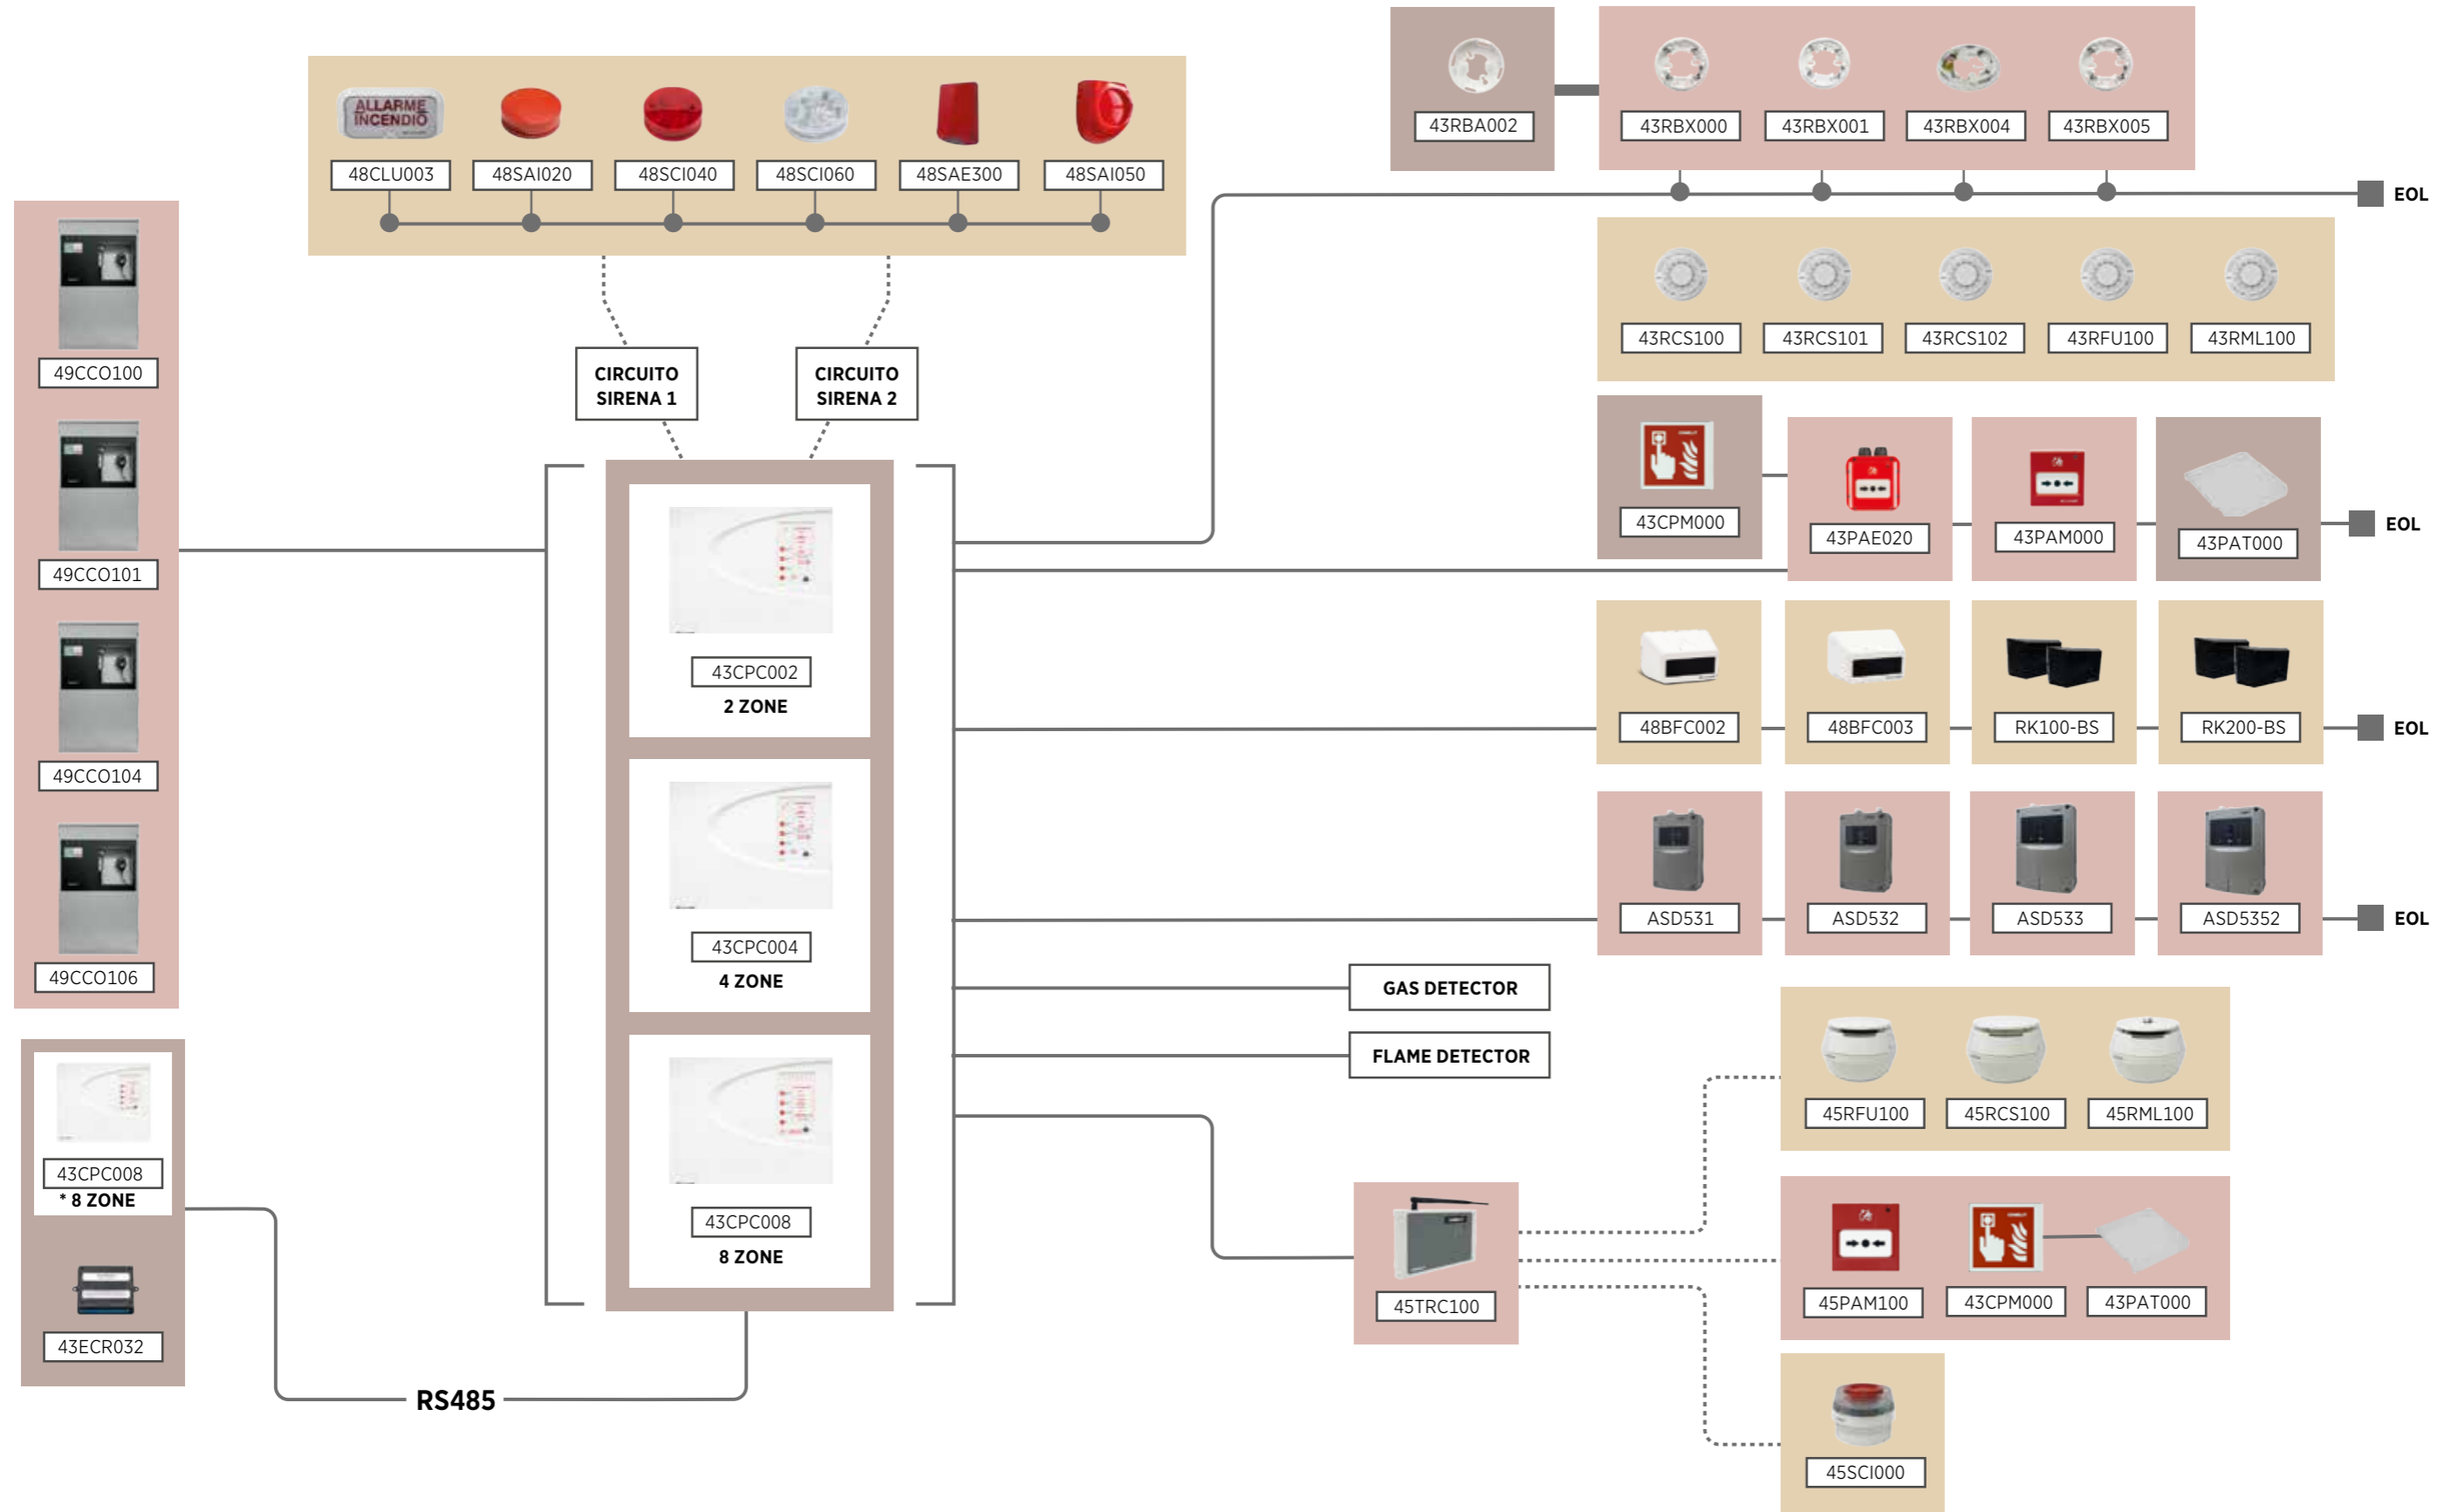 43RBA002
43RBX000
43RBX001
43RBX004
43RBX005
EOL
ALLARME
INCENDIO
48CLU003
48SAI020
48SCI040
48SCI060
48SAE300
48SAI050
43RCS100
43RCS101
43RCS102
43RFU100
43RML100
CIRCUITO
SIRENA 1
CIRCUITO
SIRENA 2
49CCO100
49CCO101
49CCO104
49CCO106
43CPM000
43PAE020
43PAM000
43PAT000
EOL
43CPC002
2 ZONE
43CPC004
4 ZONE
43CPC008
8 ZONE
48BFC002
48BFC003
RK100-BS
RK200-BS
EOL
ASD531
ASD532
ASD533
ASD5352
EOL
GAS DETECTOR
FLAME DETECTOR
45RFU100
45RCS100
45RML100
43CPC008
* 8 ZONE
43ECR032
RS485
45TRC100
45PAM100
43CPM000
43PAT000
45SCI000